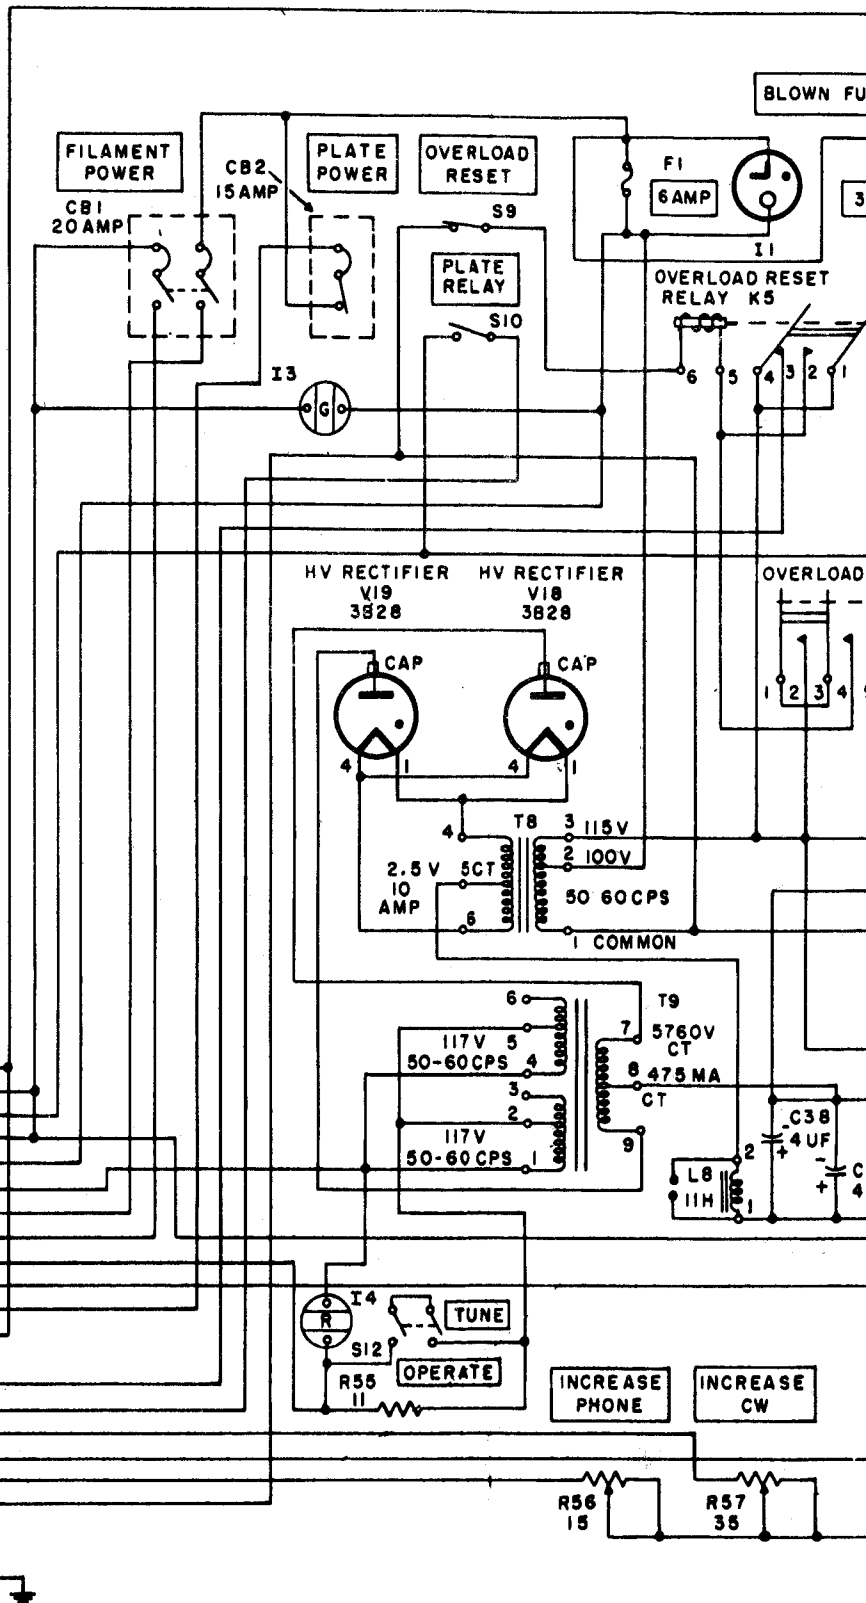 BLOWN FU
FILAMENT
POWER
CB2
15 AMP
PLATE
POWER
OVERLOAD
RESET
F1
6 AMP
3
CB1
20 AMP
S9
I1
PLATE
RELAY
OVERLOAD RESET
RELAY K5
S10
I3
6 5 4 3 2 1
G
HV RECTIFIER
V19
3B28
HV RECTIFIER
V18
3B28
OVERLOAD
CAP
CAP
1 2 3 4
4 1
4 1
T8
4
3 115V
2 100V
2.5 V
10
AMP
5CT
50 60 CPS
6
1 COMMON
6
T9
7
5760V
CT
117V
50-60 CPS
5
4
8
475 MA
CT
3
2
117V
50-60 CPS
1
9
C38
4 UF
-
+
-
+
C
4
2
L8
11H
1
I4
R
TUNE
S12
OPERATE
R55
11
INCREASE
PHONE
INCREASE
CW
R56
15
R57
35